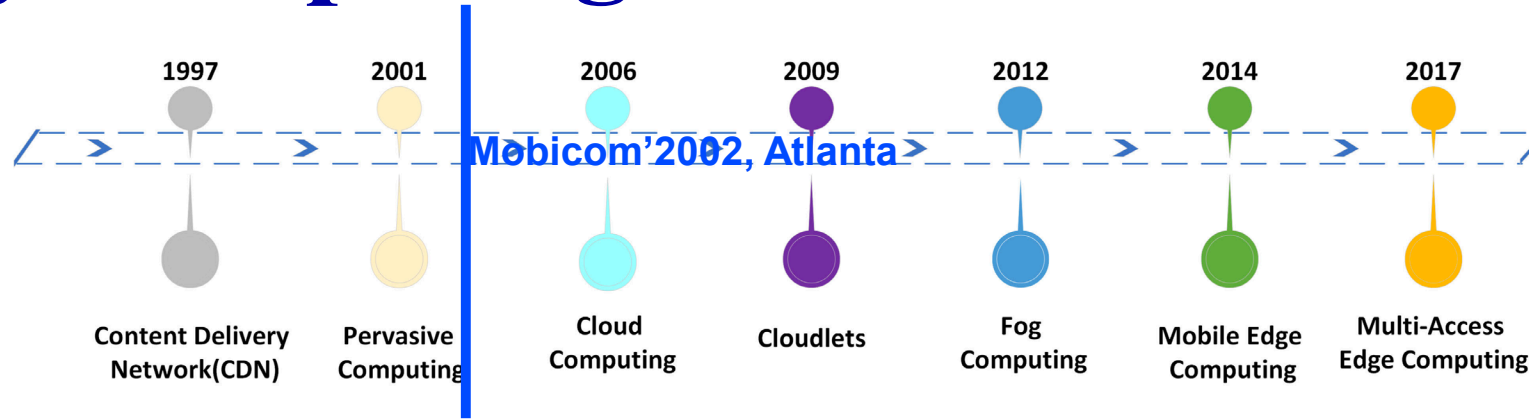 1997
2001
2006
2009
2012
2014
2017
Mobicom’2002, Atlanta
Content Delivery
Network(CDN)
Pervasive
Computing
Cloud
Computing
Cloudlets
Fog
Computing
Mobile Edge
Computing
Multi-Access
Edge Computing